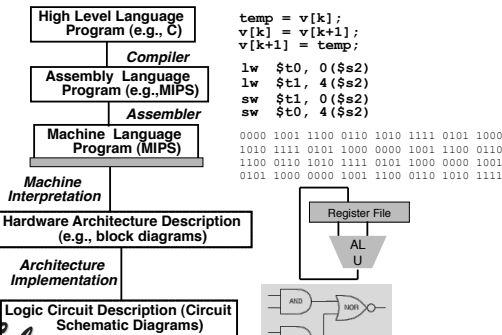 High Level Language
Program (e.g., C)
Compiler
Assembly Language
Program (e.g.,MIPS)
Assembler
Machine Language
Program (MIPS)
Machine
Interpretation
Hardware Architecture Description
(e.g., block diagrams)
Architecture
Implementation
Logic Circuit Description (Circuit
Schematic Diagrams)
temp = v[k];
v[k] = v[k+1];
v[k+1] = temp;
lw $t0, 0($s2)
lw $t1, 4($s2)
sw $t1, 0($s2)
sw $t0, 4($s2)
0000 1001 1100 0110 1010 1111 0101 1000
1010 1111 0101 1000 0000 1001 1100 0110
1100 0110 1010 1111 0101 1000 0000 1001
0101 1000 0000 1001 1100 0110 1010 1111
Register File
AL
U
AND
NOR